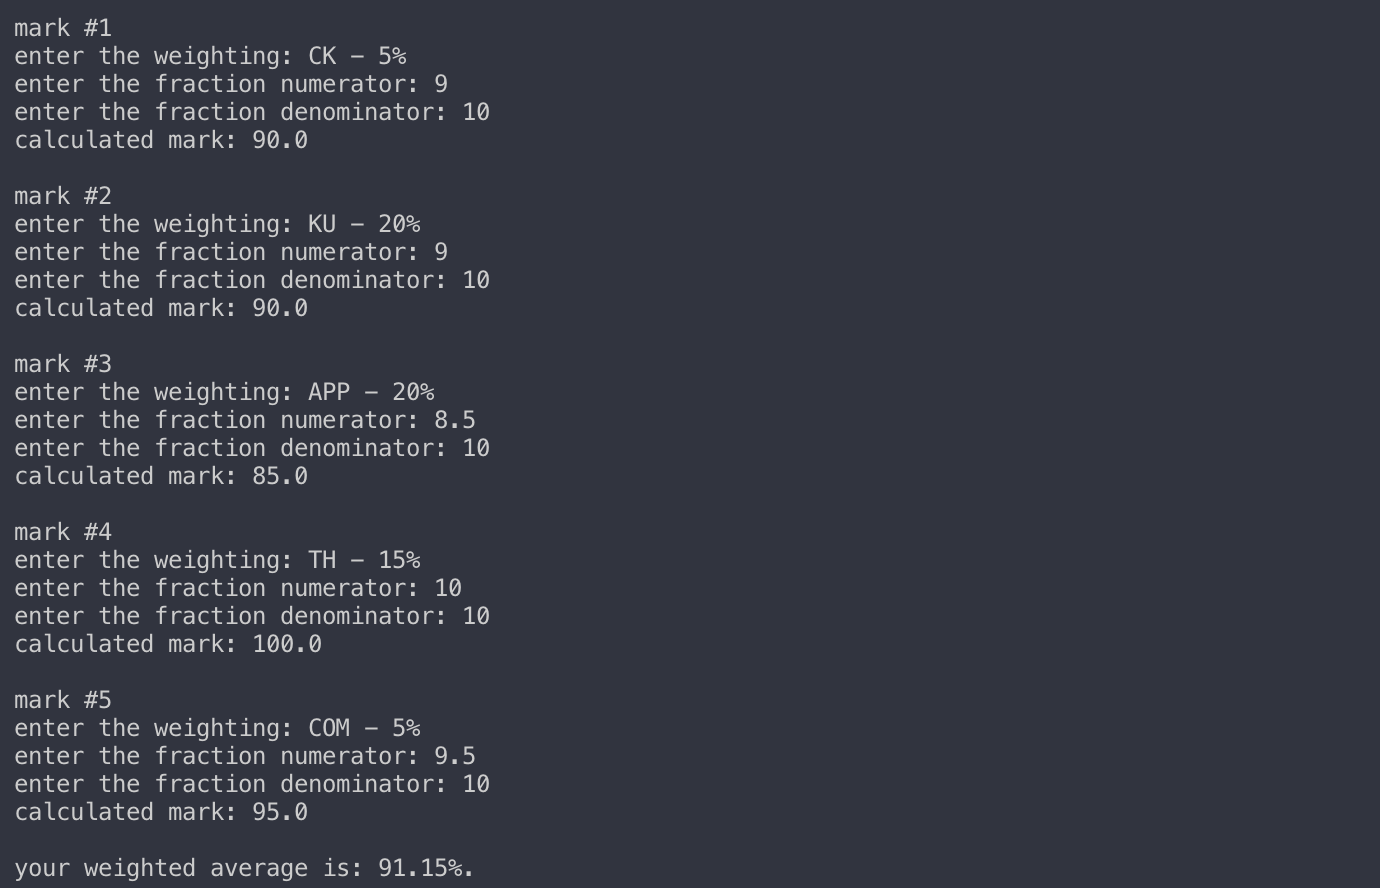 mark #1
enter the weighting: CK – 5%
enter the fraction numerator: 9
enter the fraction denominator: 10
calculated mark: 90.0
mark #2
enter the weighting: KU – 20%
enter the fraction numerator: 9
enter the fraction denominator: 10
calculated mark: 90.0
mark #3
enter the weighting: APP – 20%
enter the fraction numerator: 8.5
enter the fraction denominator: 10
calculated mark: 85.0
mark #4
enter the weighting: TH – 15%
enter the fraction numerator: 10
enter the fraction denominator: 10
calculated mark: 100.0
mark #5
enter the weighting: COM – 5%
enter the fraction numerator: 9.5
enter the fraction denominator: 10
calculated mark: 95.0
your weighted average is: 91.15%.